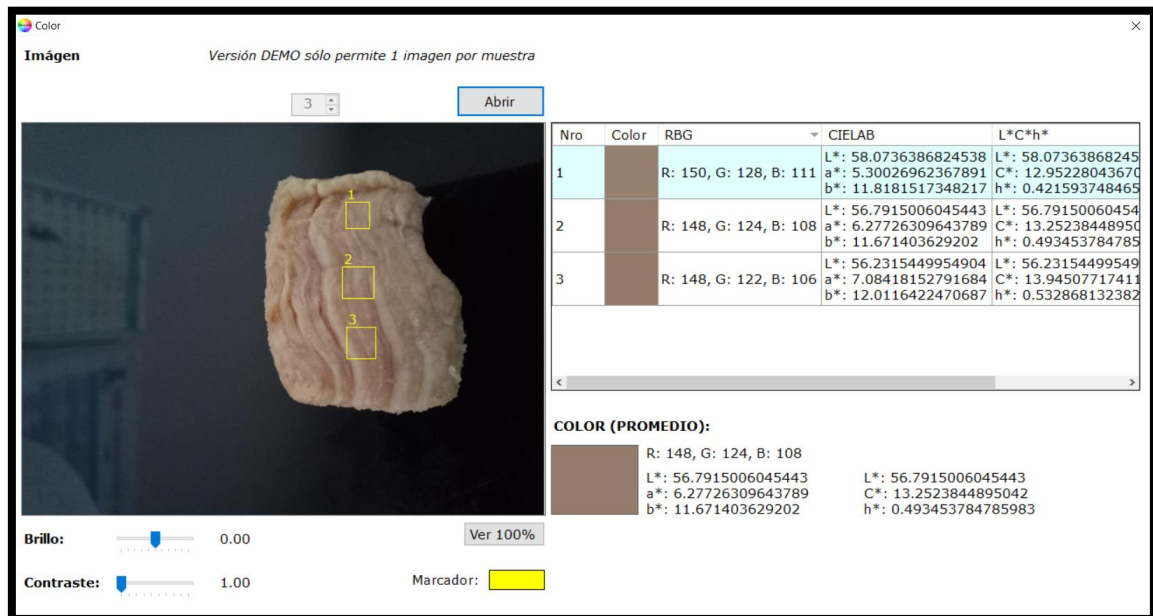 Color
Imágen Versión DEMO sólo permite 1 imagen por muestra
3 Abrir
Nro Color RBG CIELAB L*C*h*
1 R: 150, G: 128, B: 111 L*: 58.0736386824538 L*: 58.07363868245
a*: 5.30026962367891 C*: 12.95228043670
b*: 11.8181517348217 h*: 0.421593748465
2 R: 148, G: 124, B: 108 L*: 56.7915006045443 L*: 56.79150060454
a*: 6.27726309643789 C*: 13.25238448950
b*: 11.671403629202 h*: 0.493453784785
3 R: 148, G: 122, B: 106 L*: 56.2315449954904 L*: 56.23154499549
a*: 7.08418152791684 C*: 13.94507717411
b*: 12.0116422470687 h*: 0.532868132382
1
2
3
COLOR (PROMEDIO):
R: 148, G: 124, B: 108
L*: 56.7915006045443 L*: 56.7915006045443
a*: 6.27726309643789 C*: 13.2523844895042
b*: 11.671403629202 h*: 0.493453784785983
Brillo: 0.00 Ver 100%
Contraste: 1.00 Marcador: